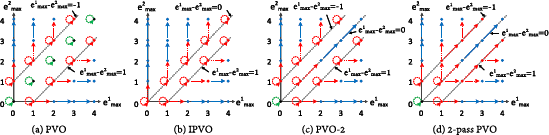 e²max
e¹max-e²max=-1
4
3
2
1
0
0 1 2 3 4
e¹max
e¹max-e²max=1
(a) PVO
e²max
e¹max-e²max=0
4
3
2
1
0
0 1 2 3 4
e¹max
e¹max-e²max=1
(b) IPVO
e²max
e¹max-e²max=-1
e¹max-e²max=0
e¹max-e²max=1
4
3
2
1
0
0 1 2 3 4
e¹max
(c) PVO-2
e²max
e¹max-e²max=-1
e¹max-e²max=0
e¹max-e²max=1
4
3
2
1
0
0 1 2 3 4
e¹max
(d) 2-pass PVO